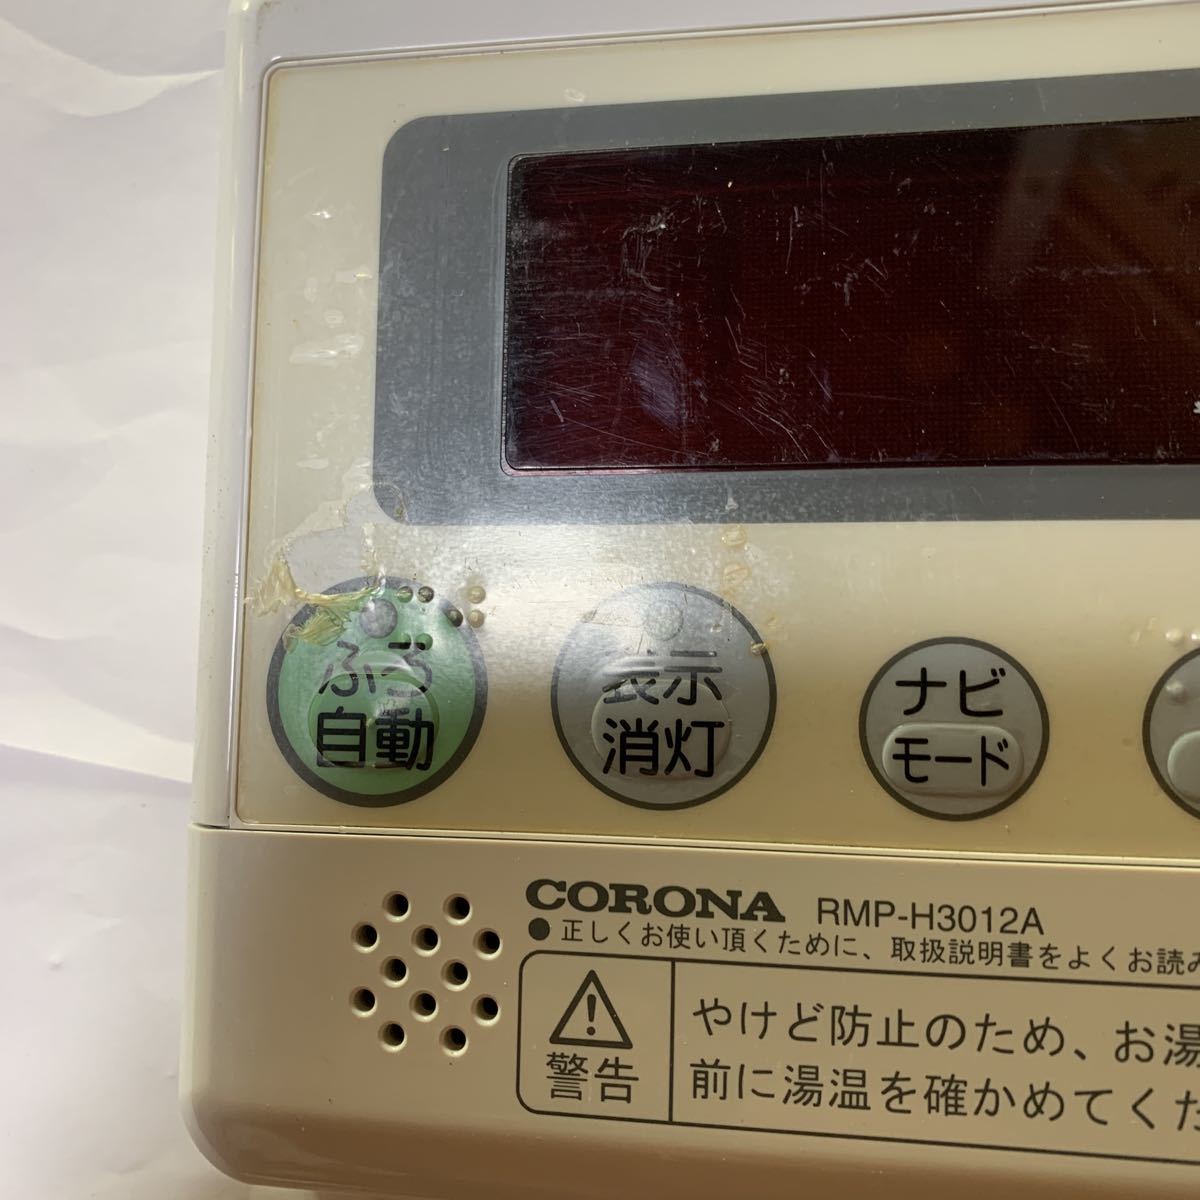 ふろ
自動
表示
消灯
ナビ
モード
CORONA RMP-H3012A
●正しくお使い頂くために、取扱説明書をよくお読み
警告
やけど防止のため、お湯
前に湯温を確かめてくだ